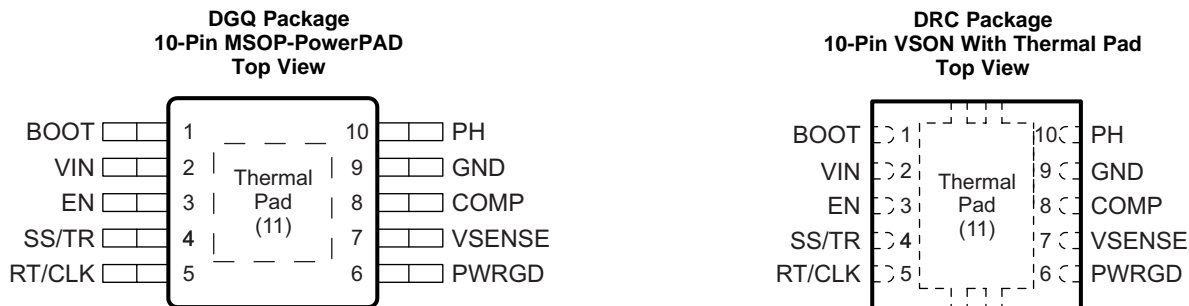 DGQ Package
10-Pin MSOP-PowerPAD
Top View
BOOT 1 10 PH
VIN 2 9 GND
EN 3 8 COMP
SS/TR 4 7 VSENSE
RT/CLK 5 6 PWRGD
Thermal
Pad
(11)
DRC Package
10-Pin VSON With Thermal Pad
Top View
BOOT 1 10 PH
VIN 2 9 GND
EN 3 8 COMP
SS/TR 4 7 VSENSE
RT/CLK 5 6 PWRGD
Thermal
Pad
(11)